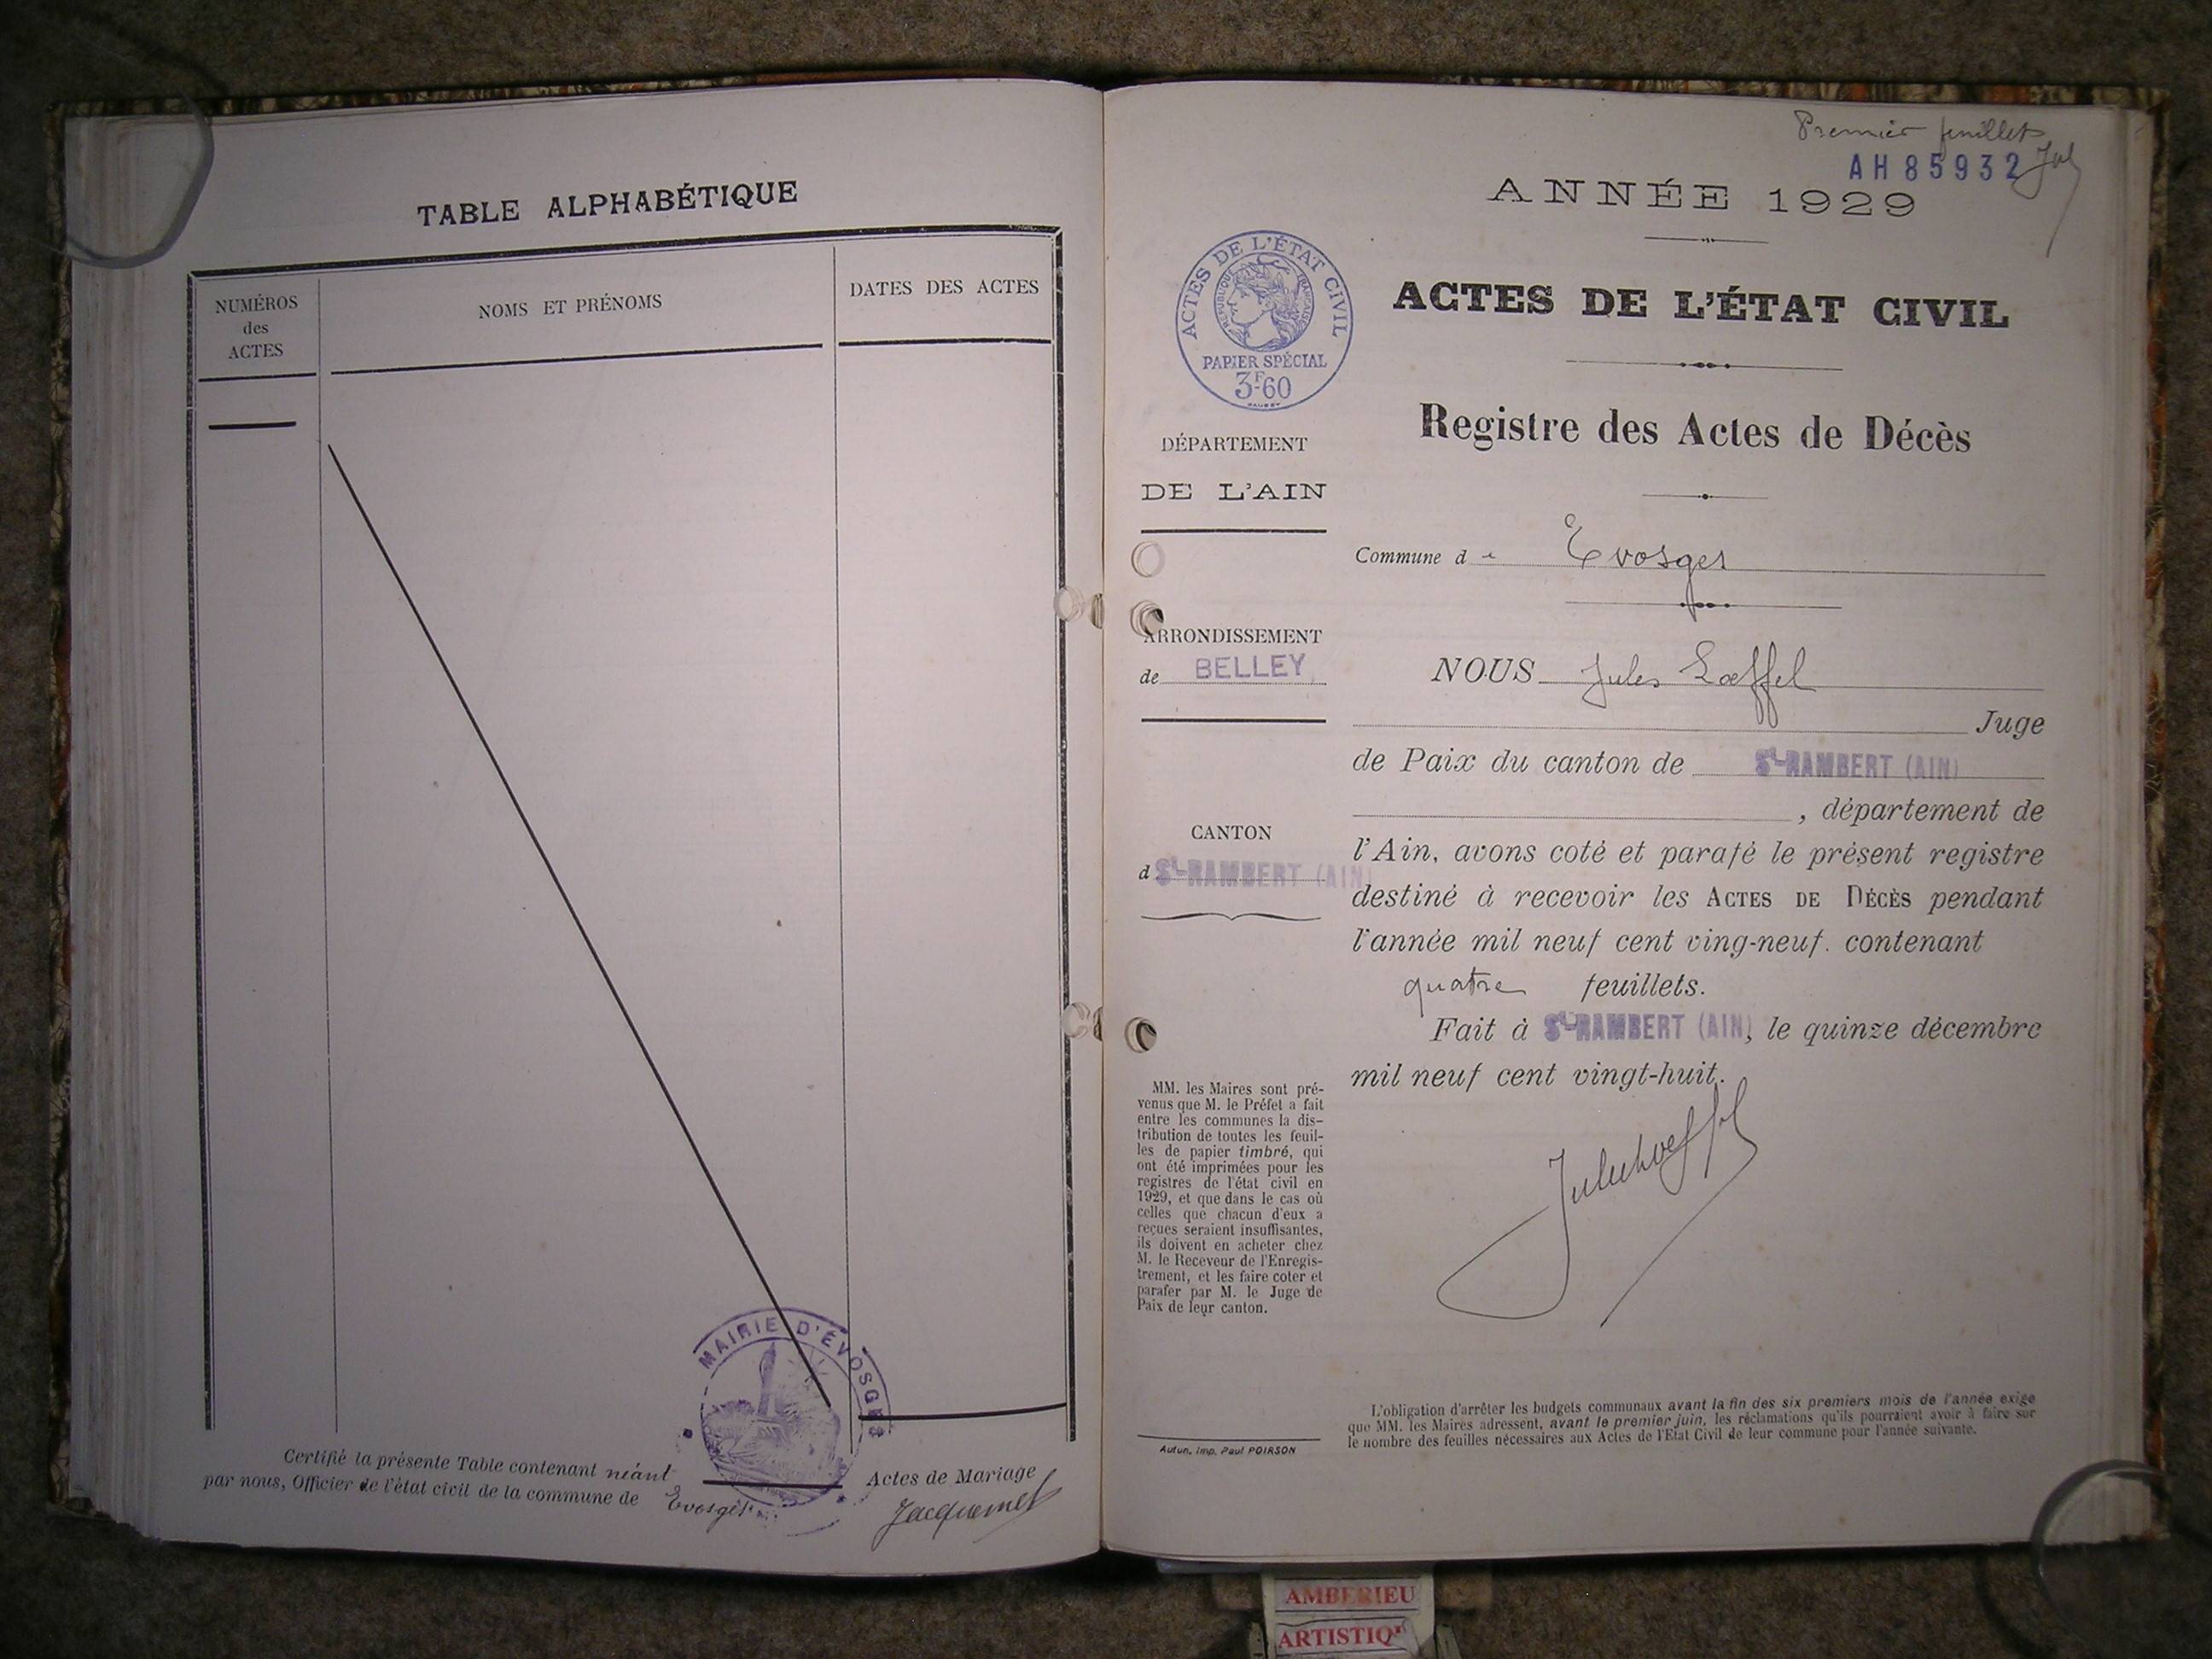 TABLE ALPHABÉTIQUE
NUMÉROS
des
ACTES
NOMS ET PRÉNOMS
DATES DES ACTES
MAIRIE D'ÉVOSGES
Certifié la présente Table contenant néant Actes de Mariage
par nous, Officier de l'état civil de la commune de Evosges
Jacquemet
Premier feuillet
AH 85932
ANNÉE 1929
ACTES DE L'ÉTAT CIVIL
RÉPUBLIQUE FRANÇAISE
PAPIER SPÉCIAL
3F60
ACTES DE L'ÉTAT CIVIL
Registre des Actes de Décès
DÉPARTEMENT
DE L'AIN
ARRONDISSEMENT
de BELLEY
CANTON
d St-RAMBERT (AIN)
MM. les Maires sont pré-
venus que M. le Préfet a fait
entre les communes la dis-
tribution de toutes les feuil-
les de papier timbré, qui
ont été imprimées pour les
registres de l'état civil en
1929, et que dans le cas où
celles que chacun d'eux a
reçues seraient insuffisantes,
ils doivent en acheter chez
M. le Receveur de l'Enregis-
trement, et les faire coter et
parafer par M. le Juge de
Paix de leur canton.
Autun, Imp. Paul POIRSON
Commune de Evosges
NOUS Jules Lœffel
Juge
de Paix du canton de St-RAMBERT (AIN)
, département de
l'Ain, avons coté et parafé le présent registre
destiné à recevoir les ACTES DE DÉCÈS pendant
l'année mil neuf cent ving-neuf. contenant
quatre feuillets.
Fait à St-RAMBERT (AIN), le quinze décembre
mil neuf cent vingt-huit.
Jules Loeffel
L'obligation d'arrêter les budgets communaux avant la fin des six premiers mois de l'année exige
que MM. les Maires adressent, avant le premier juin, les réclamations qu'ils pourraient avoir à faire sur
le nombre des feuilles nécessaires aux Actes de l'Etat Civil de leur commune pour l'année suivante.
AMBERIEU
ARTISTIQ